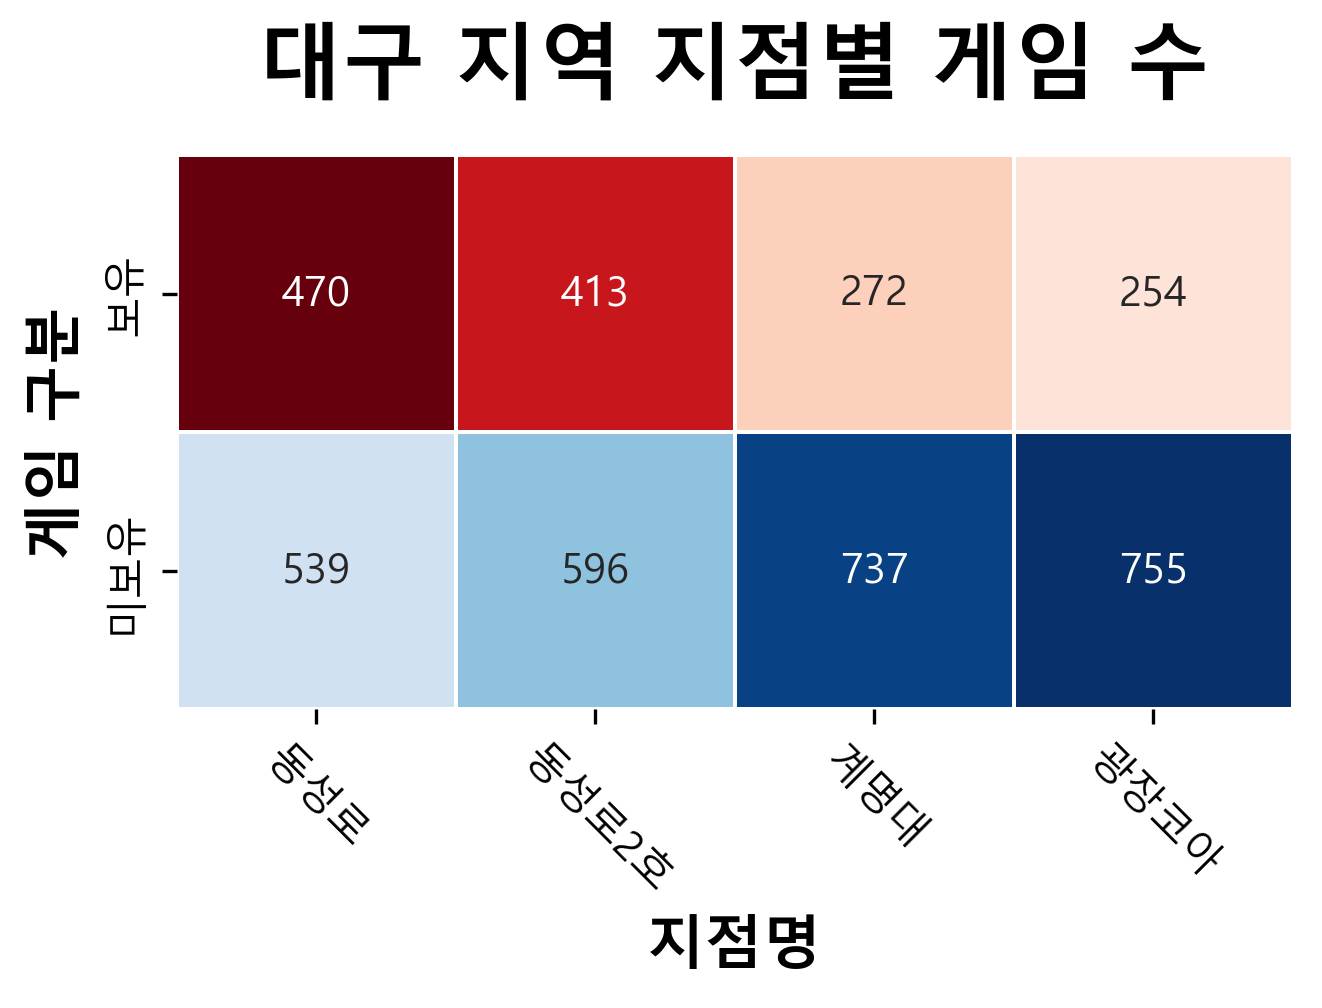 대구 지역 지점별 게임 수
게임 구분
보유
470 413 272 254
미보유
539 596 737 755
동성로 동성로2호 계명대 광장코아
지점명